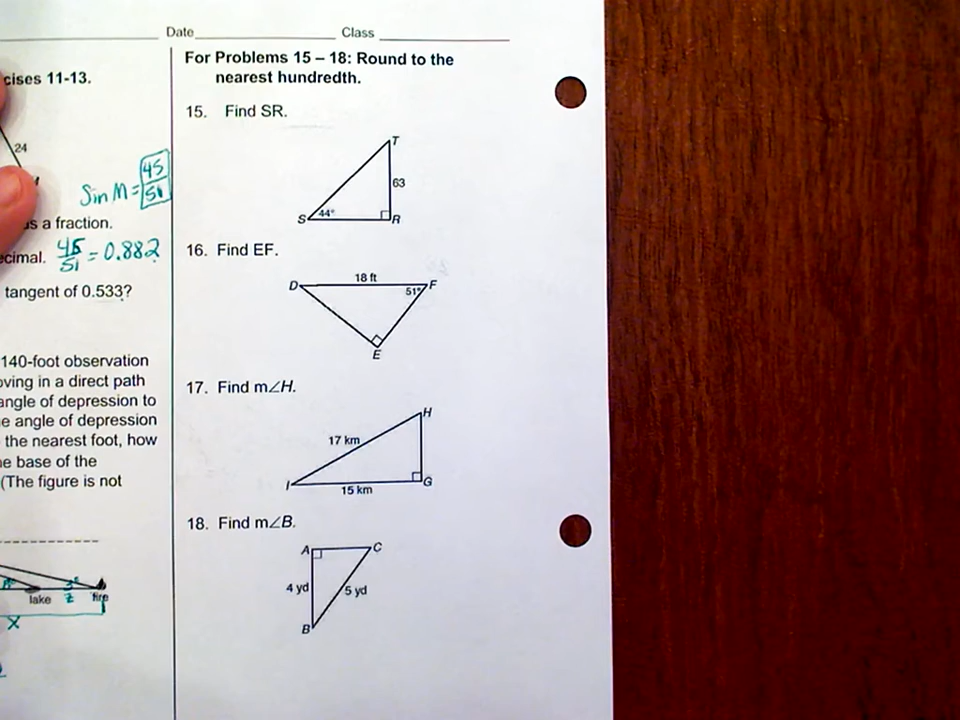 Date Class
cises 11-13.
24
Sin M = 45/51
as a fraction.
ecimal. 45/51 = 0.882
tangent of 0.533?
140-foot observation
oving in a direct path
angle of depression to
e angle of depression
the nearest foot, how
e base of the
(The figure is not
3°
lake z fire
x
For Problems 15 – 18: Round to the
nearest hundredth.
15. Find SR.
T
63
S 44° R
16. Find EF.
18 ft
D 51° F
E
17. Find m∠H.
H
17 km
I G
15 km
18. Find m∠B.
A C
4 yd 5 yd
B